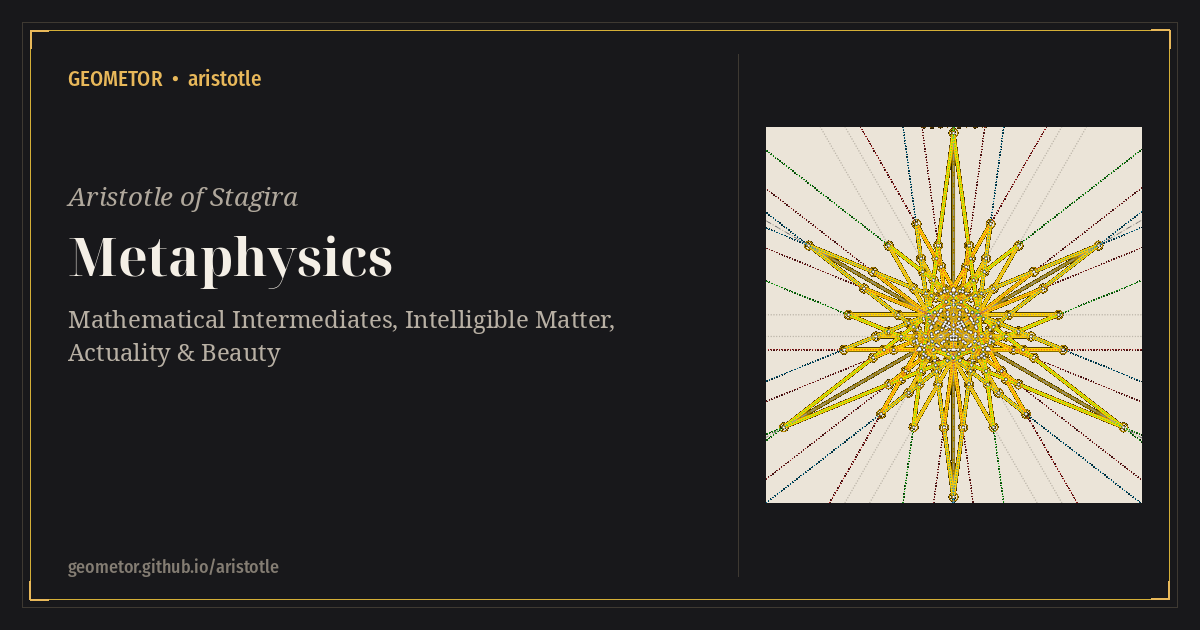 GEOMETOR • aristotle
Aristotle of Stagira
Metaphysics
Mathematical Intermediates, Intelligible Matter,
Actuality & Beauty
geometor.github.io/aristotle